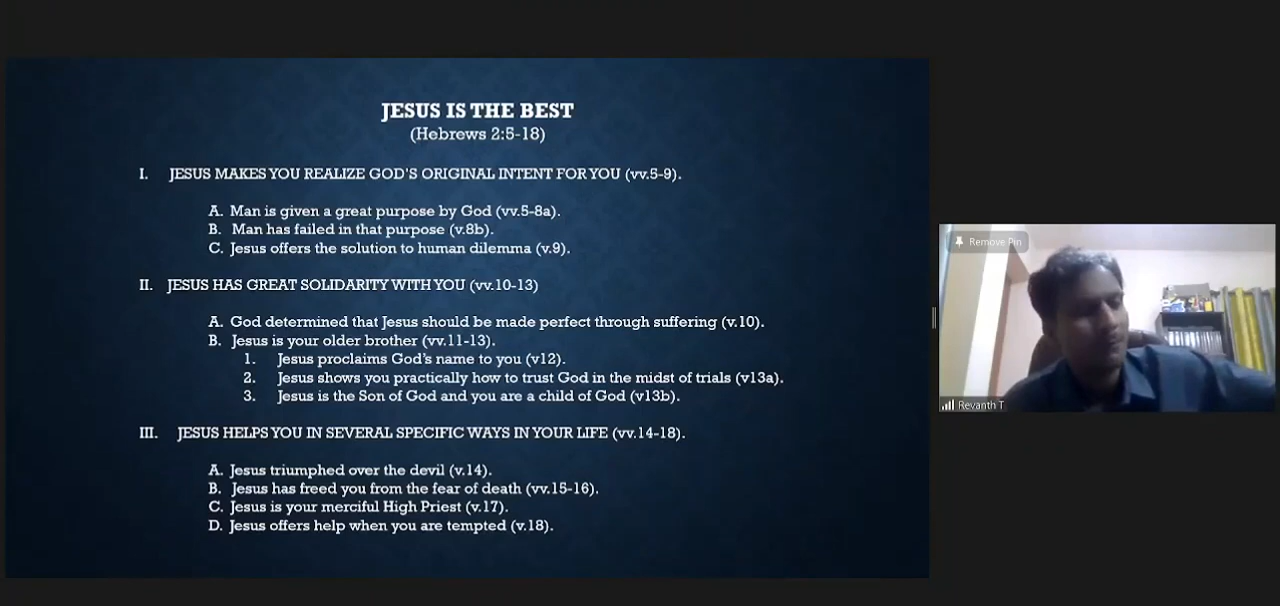 JESUS IS THE BEST
(Hebrews 2:5-18)
I. JESUS MAKES YOU REALIZE GOD'S ORIGINAL INTENT FOR YOU (vv.5-9).
A. Man is given a great purpose by God (vv.5-8a).
B. Man has failed in that purpose (v.8b).
C. Jesus offers the solution to human dilemma (v.9).
II. JESUS HAS GREAT SOLIDARITY WITH YOU (vv.10-13)
A. God determined that Jesus should be made perfect through suffering (v.10).
B. Jesus is your older brother (vv.11-13).
1. Jesus proclaims God's name to you (v12).
2. Jesus shows you practically how to trust God in the midst of trials (v13a).
3. Jesus is the Son of God and you are a child of God (v13b).
III. JESUS HELPS YOU IN SEVERAL SPECIFIC WAYS IN YOUR LIFE (vv.14-18).
A. Jesus triumphed over the devil (v.14).
B. Jesus has freed you from the fear of death (vv.15-16).
C. Jesus is your merciful High Priest (v.17).
D. Jesus offers help when you are tempted (v.18).
Remove Pin
Revanth T